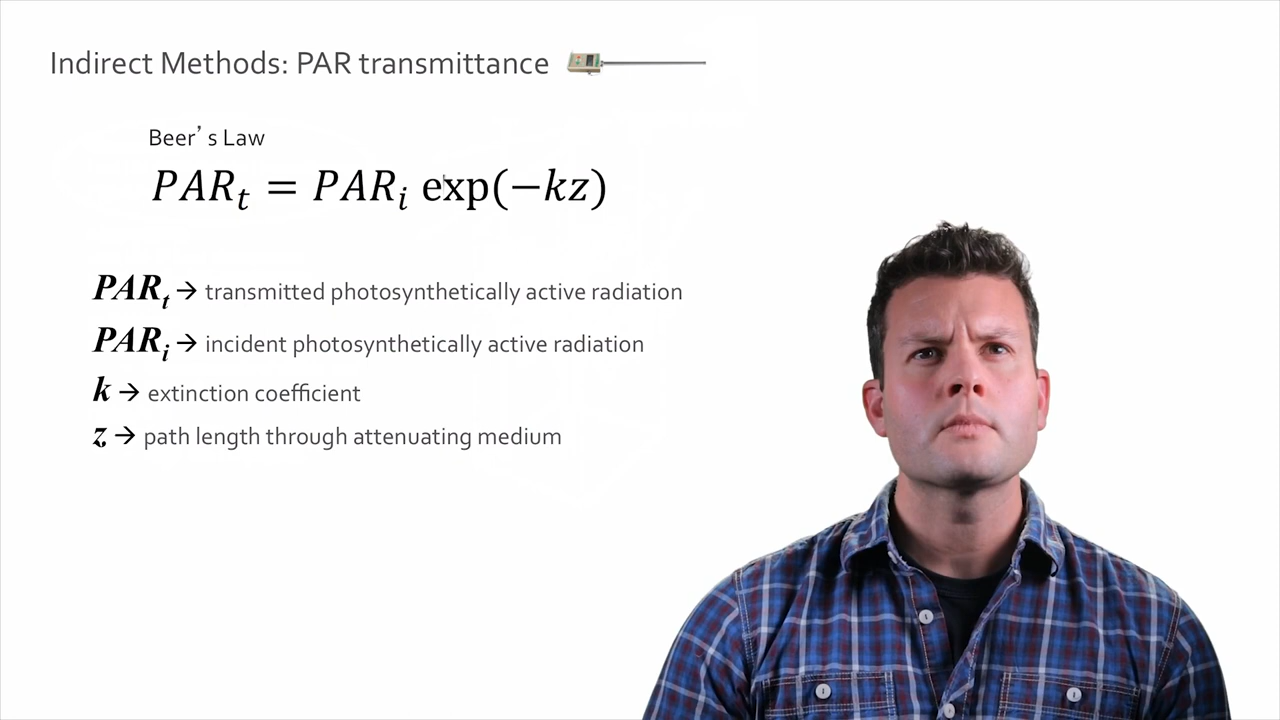 Indirect Methods: PAR transmittance
Beer’s Law
PARₜ = PARᵢ exp(−kz)
PARₜ → transmitted photosynthetically active radiation
PARᵢ → incident photosynthetically active radiation
k → extinction coefficient
z → path length through attenuating medium